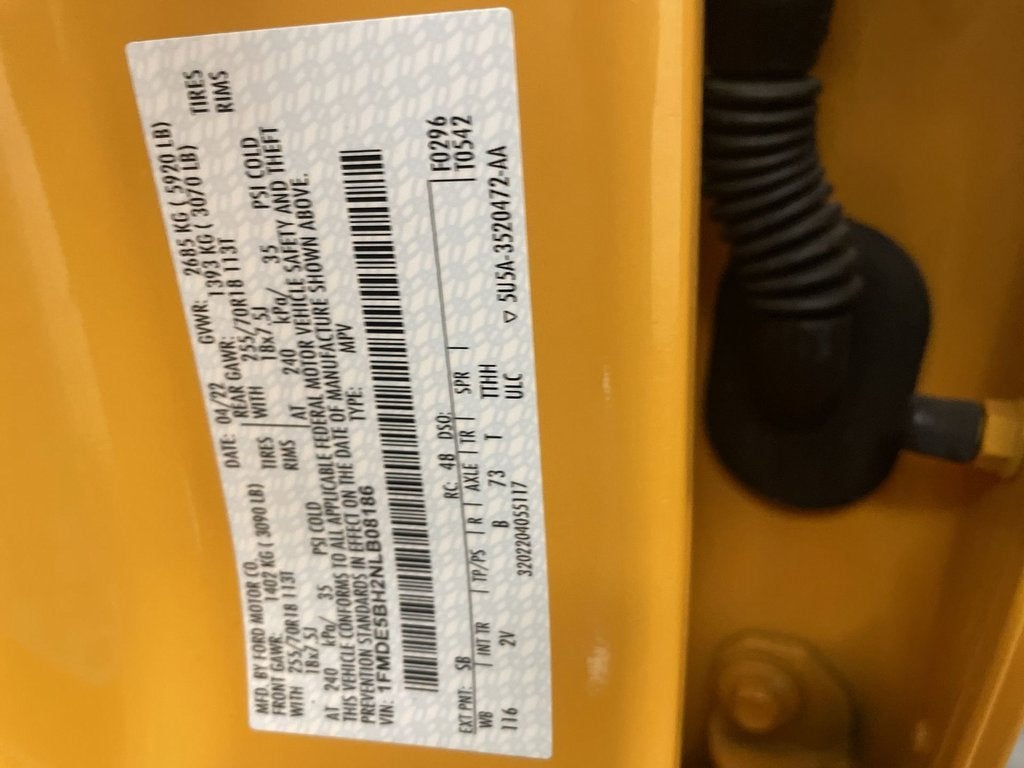 MFD. BY FORD MOTOR CO.
DATE: 04/22 GVWR: 2685 KG ( 5920 LB)
FRONT GAWR: 1402 KG ( 3090 LB) REAR GAWR: 1393 KG ( 3070 LB)
WITH 255/70R18 113T TIRES WITH 255/70R18 113T TIRES
18x7.5J RIMS 18x7.5J RIMS
AT 240 kPa/ 35 PSI COLD AT 240 kPa/ 35 PSI COLD
THIS VEHICLE CONFORMS TO ALL APPLICABLE FEDERAL MOTOR VEHICLE SAFETY AND THEFT
PREVENTION STANDARDS IN EFFECT ON THE DATE OF MANUFACTURE SHOWN ABOVE.
VIN: 1FMDE5BH2NLB08186 TYPE: MPV
F0296
T0542
EXT PNT: SB RC: 48 DSO:
WB INT TR TP/PS R AXLE TR SPR
116 2V B 73 T TTHH
ULC
3202204055117 ▽ 5U5A-3520472-AA